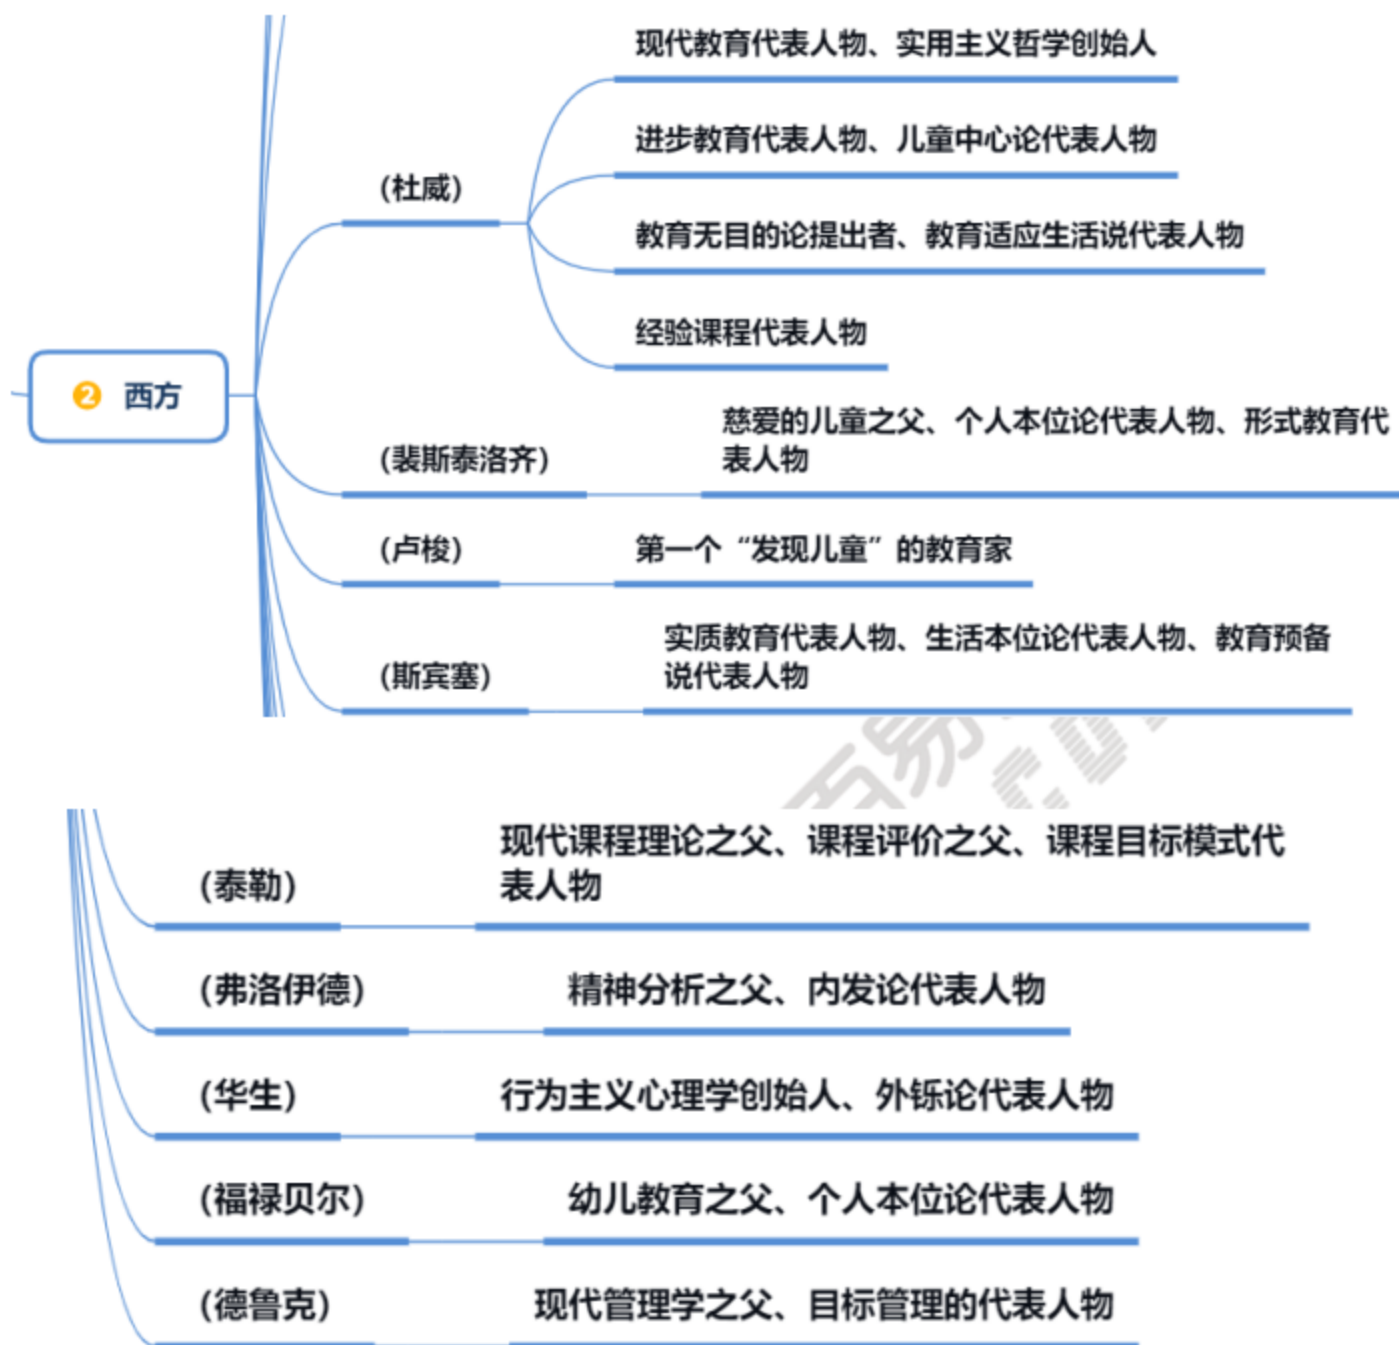 现代教育代表人物、实用主义哲学创始人
进步教育代表人物、儿童中心论代表人物
（杜威）
教育无目的论提出者、教育适应生活说代表人物
经验课程代表人物
2 西方
慈爱的儿童之父、个人本位论代表人物、形式教育代
表人物
（裴斯泰洛齐）
（卢梭）
第一个“发现儿童”的教育家
实质教育代表人物、生活本位论代表人物、教育预备
说代表人物
（斯宾塞）
现代课程理论之父、课程评价之父、课程目标模式代
表人物
（泰勒）
（弗洛伊德）
精神分析之父、内发论代表人物
（华生）
行为主义心理学创始人、外铄论代表人物
（福禄贝尔）
幼儿教育之父、个人本位论代表人物
（德鲁克）
现代管理学之父、目标管理的代表人物